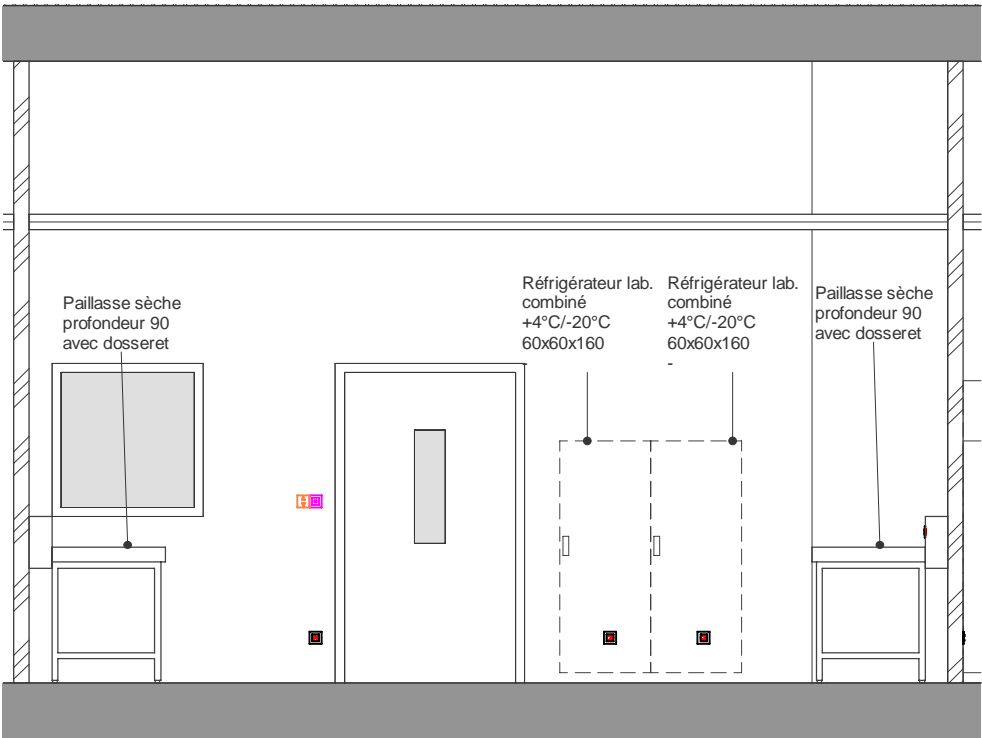 Paillasse sèche
profondeur 90
avec dosseret
Réfrigérateur lab.
combiné
+4°C/-20°C
60x60x160
-
Réfrigérateur lab.
combiné
+4°C/-20°C
60x60x160
-
Paillasse sèche
profondeur 90
avec dosseret